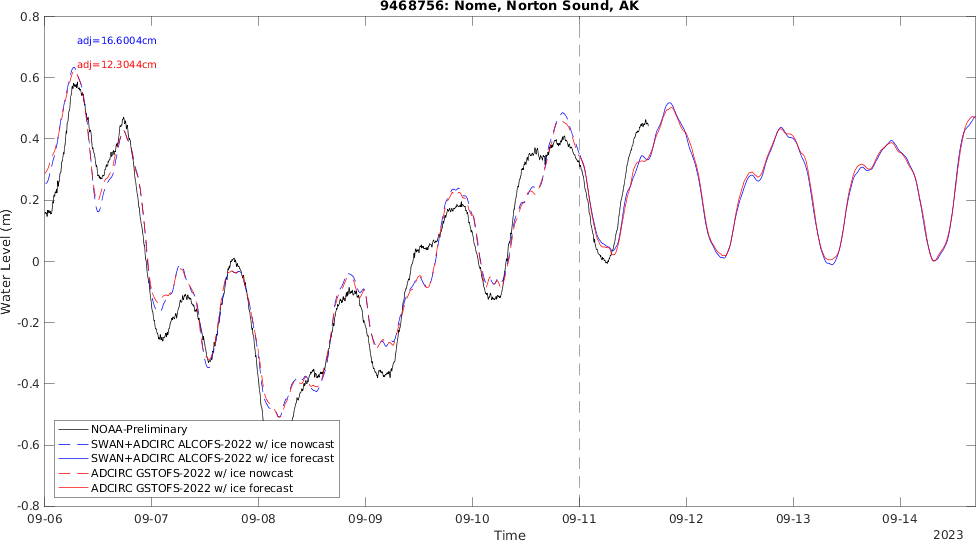 9468756: Nome, Norton Sound, AK
0.8
0.6
0.4
0.2
0
-0.2
-0.4
-0.6
-0.8
Water Level (m)
adj=16.6004cm
adj=12.3044cm
NOAA-Preliminary
SWAN+ADCIRC ALCOFS-2022 w/ ice nowcast
SWAN+ADCIRC ALCOFS-2022 w/ ice forecast
ADCIRC GSTOFS-2022 w/ ice nowcast
ADCIRC GSTOFS-2022 w/ ice forecast
09-06 09-07 09-08 09-09 09-10 09-11 09-12 09-13 09-14
Time
2023